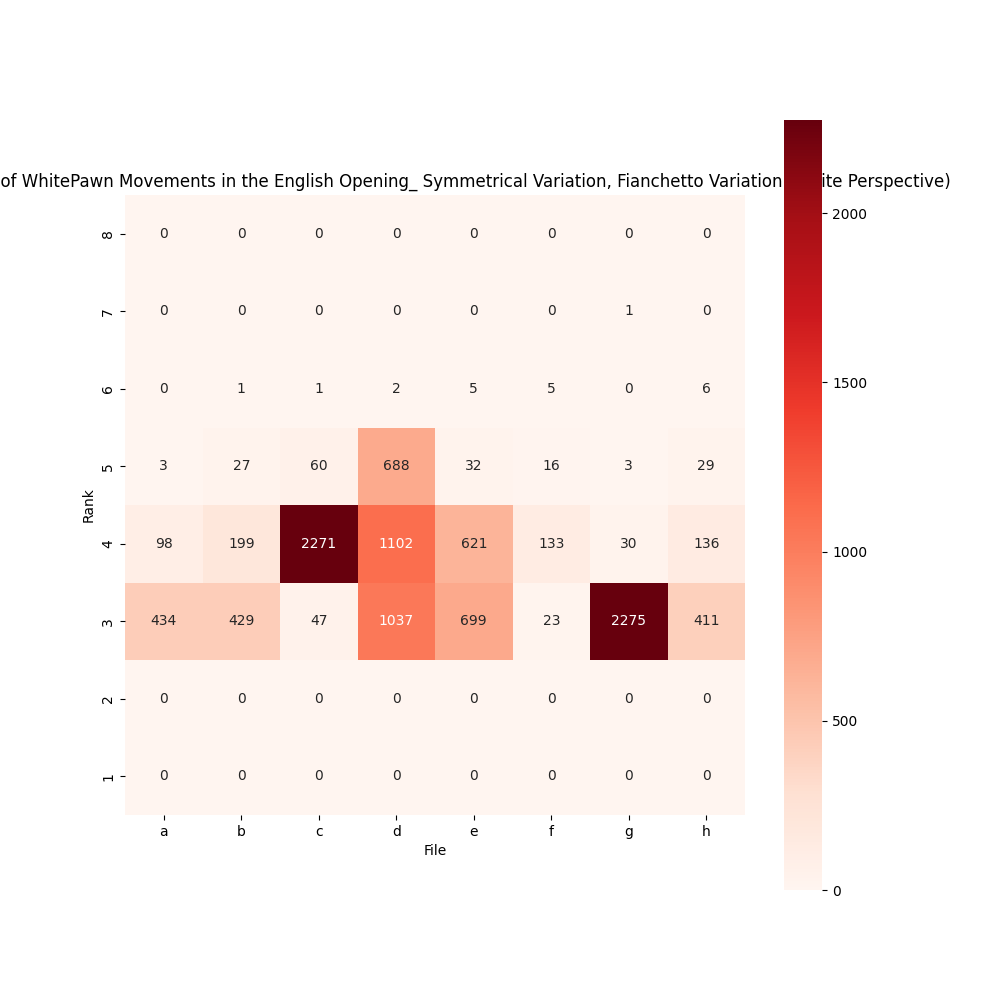 of WhitePawn Movements in the English Opening_ Symmetrical Variation, Fianchetto Variation ite Perspective)
8 0 0 0 0 0 0 0 0
7 0 0 0 0 0 0 1 0
6 0 1 1 2 5 5 0 6
5 3 27 60 688 32 16 3 29
4 98 199 2271 1102 621 133 30 136
3 434 429 47 1037 699 23 2275 411
2 0 0 0 0 0 0 0 0
1 0 0 0 0 0 0 0 0
a b c d e f g h
File
Rank
2000
1500
1000
500
0